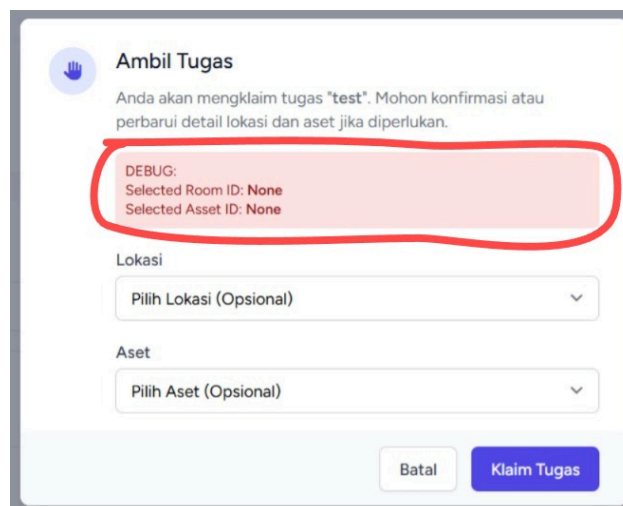 Ambil Tugas
Anda akan mengklaim tugas "test". Mohon konfirmasi atau
perbarui detail lokasi dan aset jika diperlukan.
DEBUG:
Selected Room ID: None
Selected Asset ID: None
Lokasi
Pilih Lokasi (Opsional)
Aset
Pilih Aset (Opsional)
Batal
Klaim Tugas